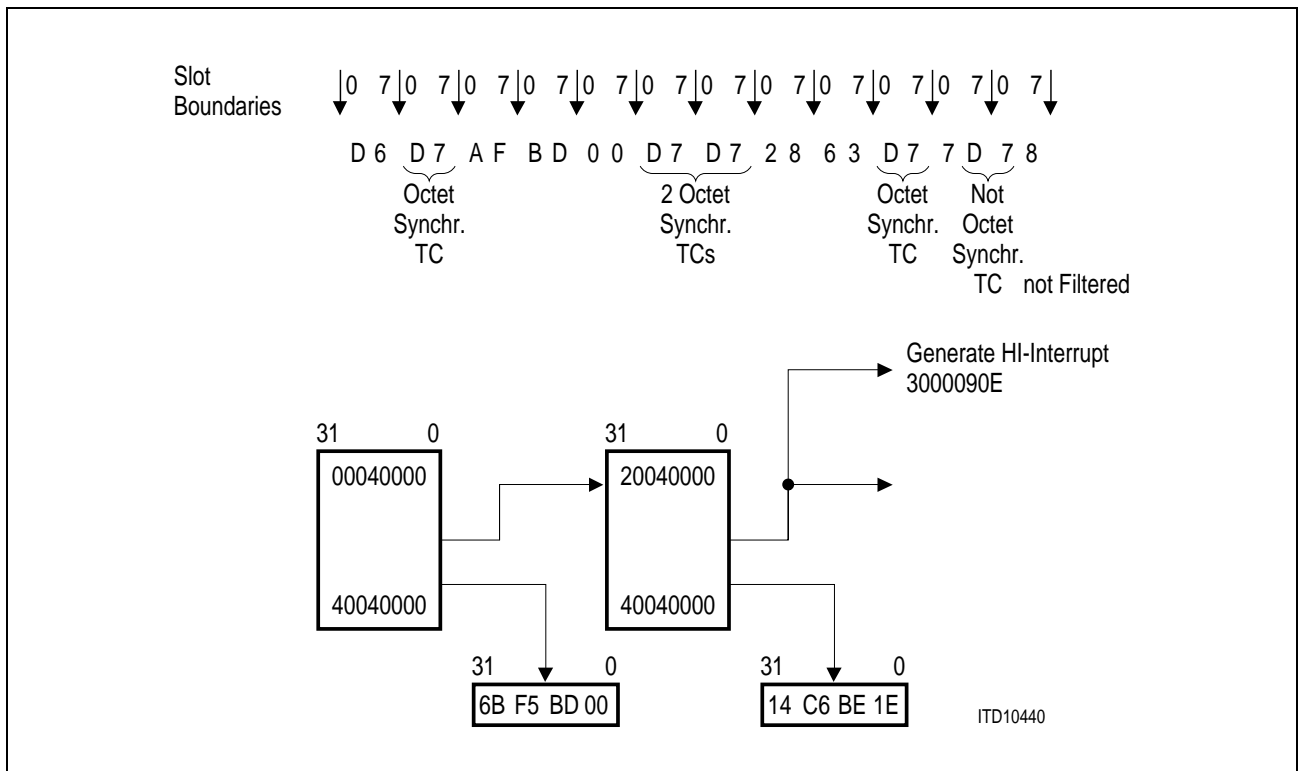 Slot
Boundaries
0 7 0 7 0 7 0 7 0 7 0 7 0 7 0 7 0 7 0 7 0 7 0 7
D 6 D 7 A F B D 0 0 D 7 D 7 2 8 6 3 D 7 7 D 7 8
Octet
Synchr.
TC
2 Octet
Synchr.
TCs
Octet
Synchr.
TC
Not
Octet
Synchr.
TC not Filtered
Generate HI-Interrupt
3000090E
31 0
00040000
40040000
31 0
20040000
40040000
31 0
6B F5 BD 00
31 0
14 C6 BE 1E
ITD10440